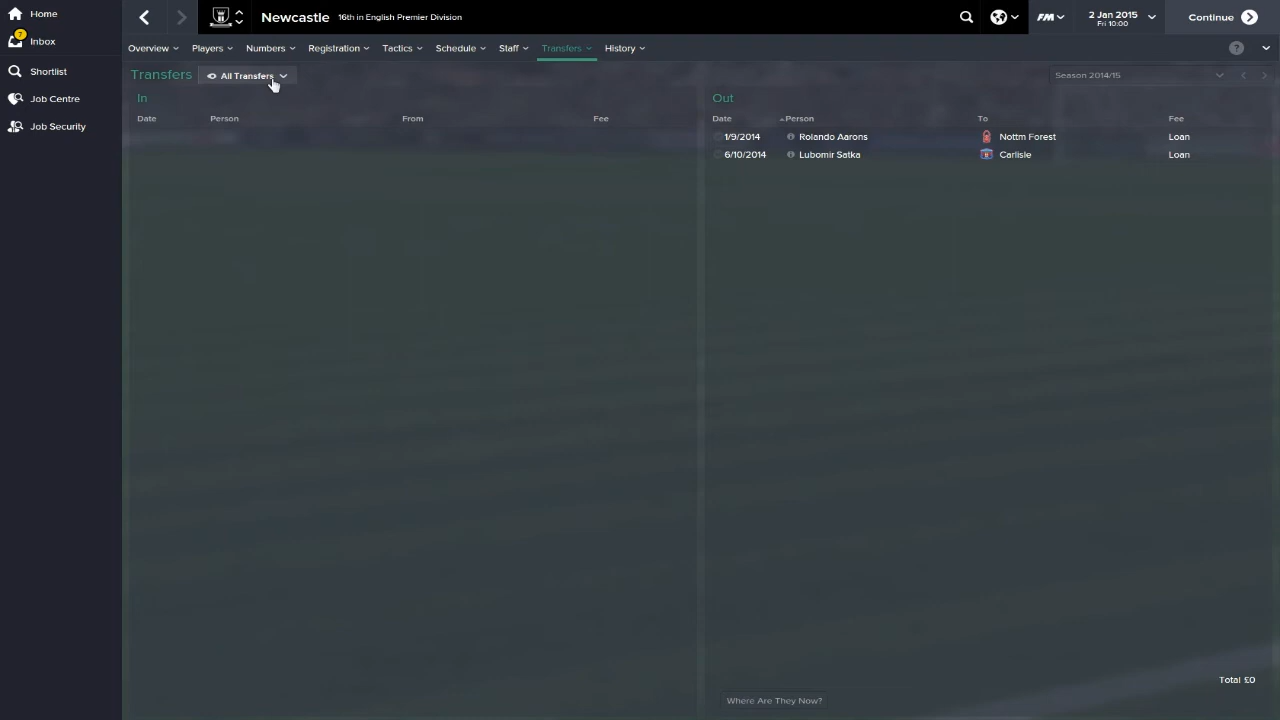 Home
7
Inbox
Shortlist
Job Centre
Job Security
Newcastle 16th in English Premier Division
FM
2 Jan 2015
Fri 10:00
Continue
Overview Players Numbers Registration Tactics Schedule Staff Transfers History
?
Transfers All Transfers
Season 2014/15
In
Date Person From Fee
Out
Date Person To Fee
1/9/2014 Rolando Aarons Nottm Forest Loan
6/10/2014 Lubomir Satka Carlisle Loan
Total £0
Where Are They Now?